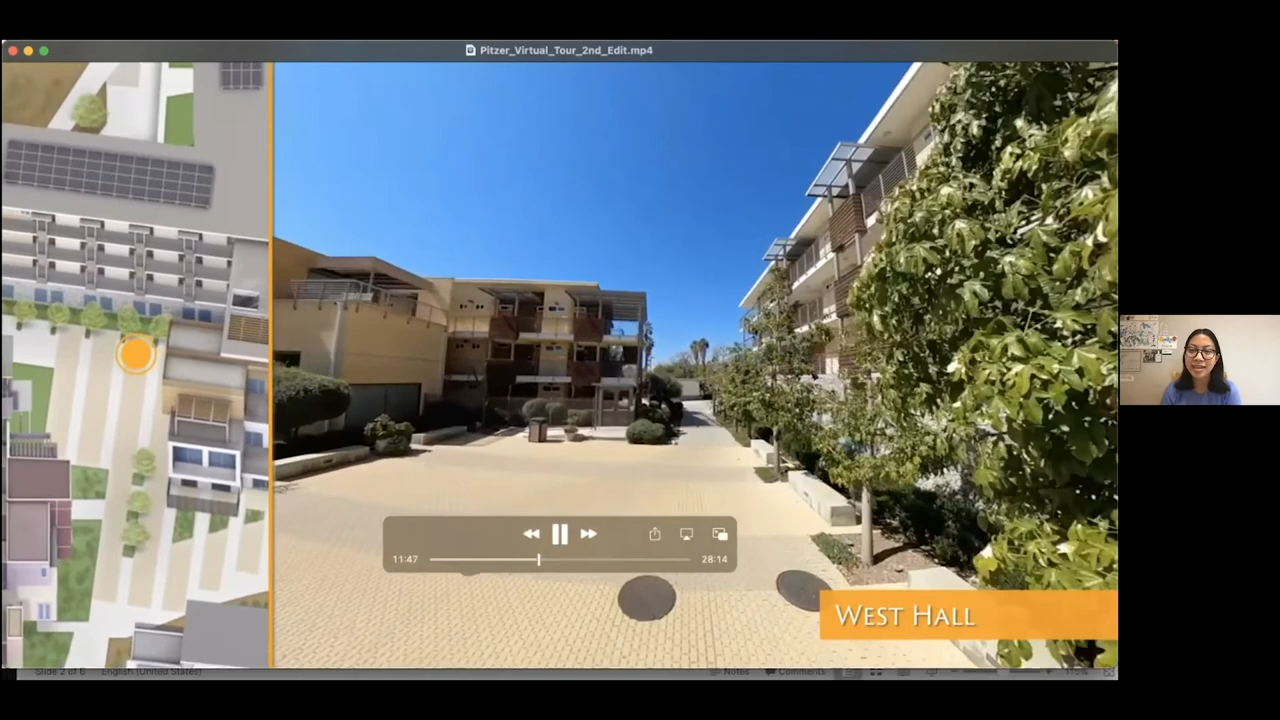 Pitzer_Virtual_Tour_2nd_Edit.mp4
11:47
28:14
WEST HALL
Slide 2 of 6 English (United States)
Notes Comments